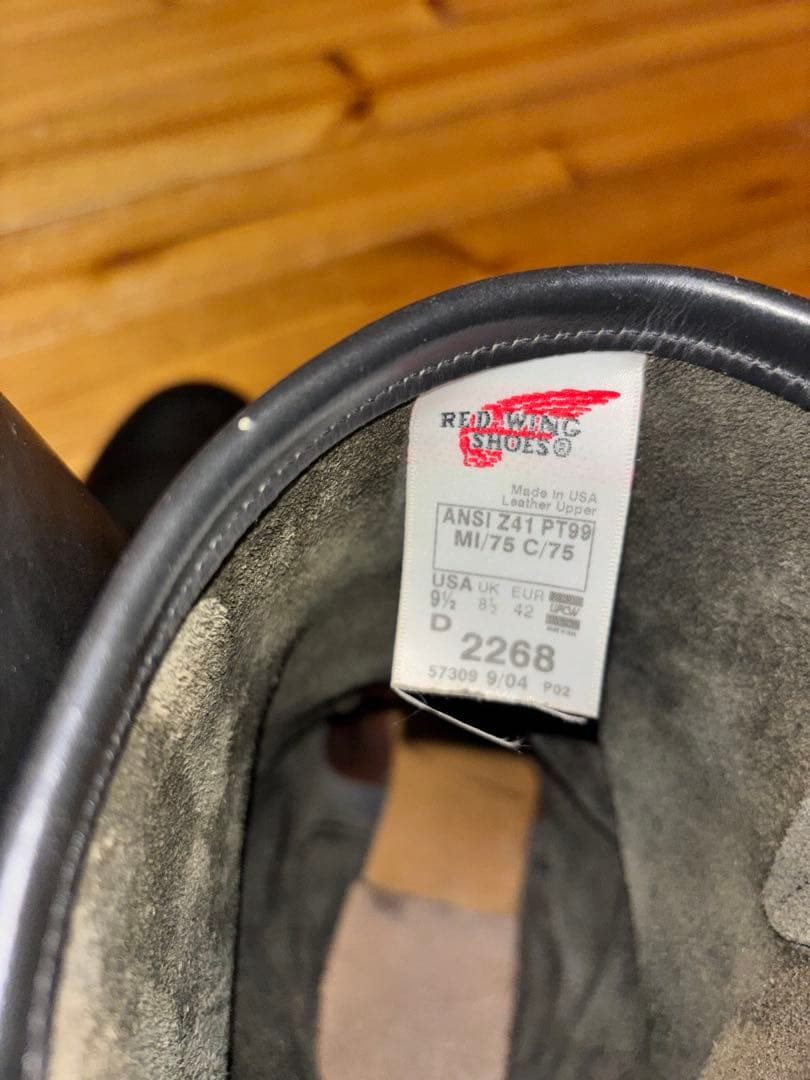 RED WING
SHOES®
Made in USA
Leather Upper
ANSI Z41 PT99
MI/75 C/75
USA UK EUR
9½ 8½ 42
UFCW
D
2268
57309 9/04 P02